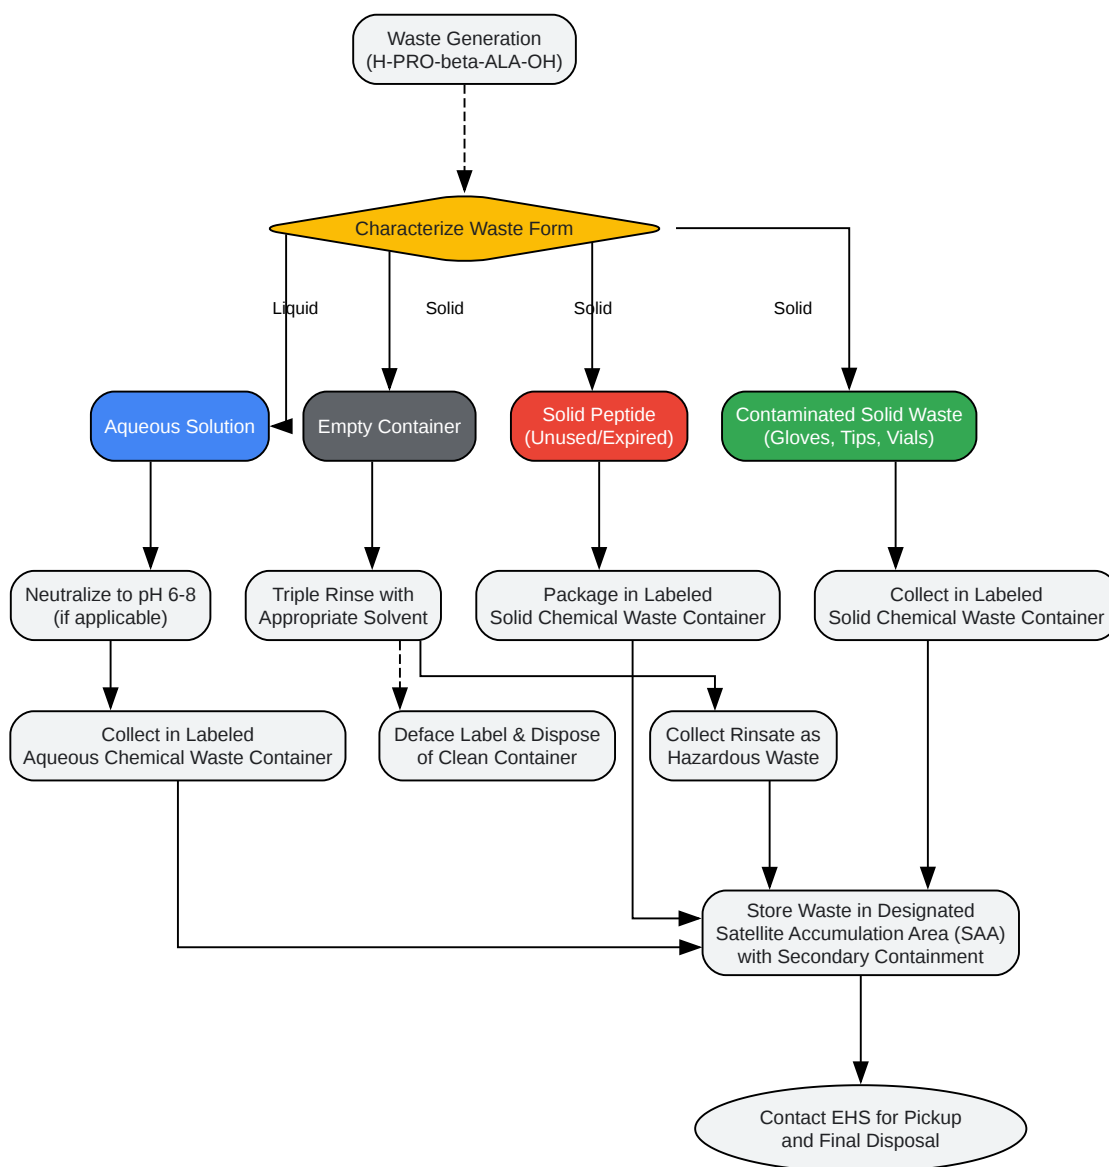 Waste Generation
(H-PRO-beta-ALA-OH)
Characterize Waste Form
Liquid
Solid
Solid
Solid
Aqueous Solution
Empty Container
Solid Peptide
(Unused/Expired)
Contaminated Solid Waste
(Gloves, Tips, Vials)
Neutralize to pH 6-8
(if applicable)
Triple Rinse with
Appropriate Solvent
Package in Labeled
Solid Chemical Waste Container
Collect in Labeled
Solid Chemical Waste Container
Collect in Labeled
Aqueous Chemical Waste Container
Deface Label & Dispose
of Clean Container
Collect Rinsate as
Hazardous Waste
Store Waste in Designated
Satellite Accumulation Area (SAA)
with Secondary Containment
Contact EHS for Pickup
and Final Disposal